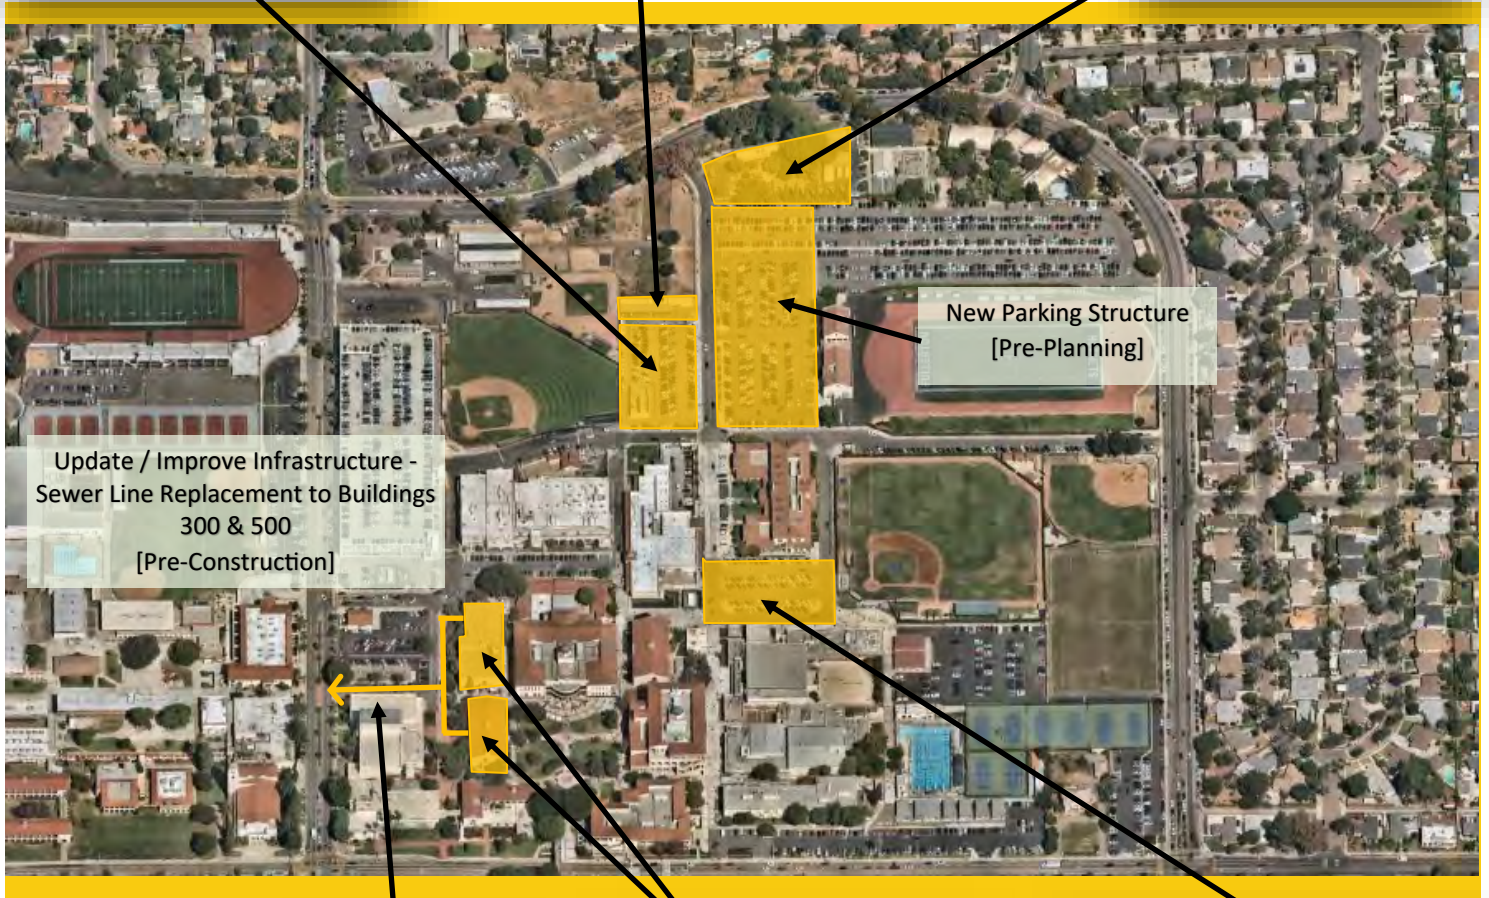 New Parking Structure
[Pre-Planning]
Update / Improve Infrastructure -
Sewer Line Replacement to Buildings
300 & 500
[Pre-Construction]